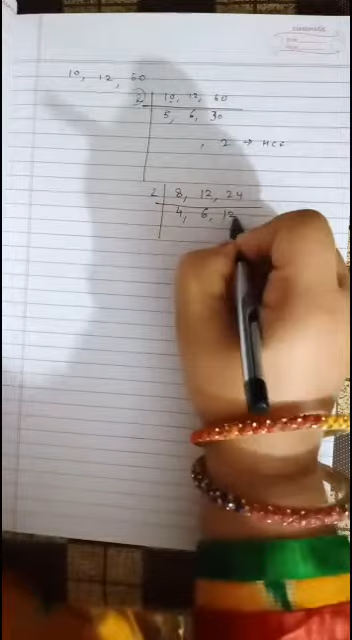 classmate
10, 12, 60
2 | 10, 12, 60
5, 6, 30
, 2 → HCF
2 | 8, 12, 24
4, 6, 12